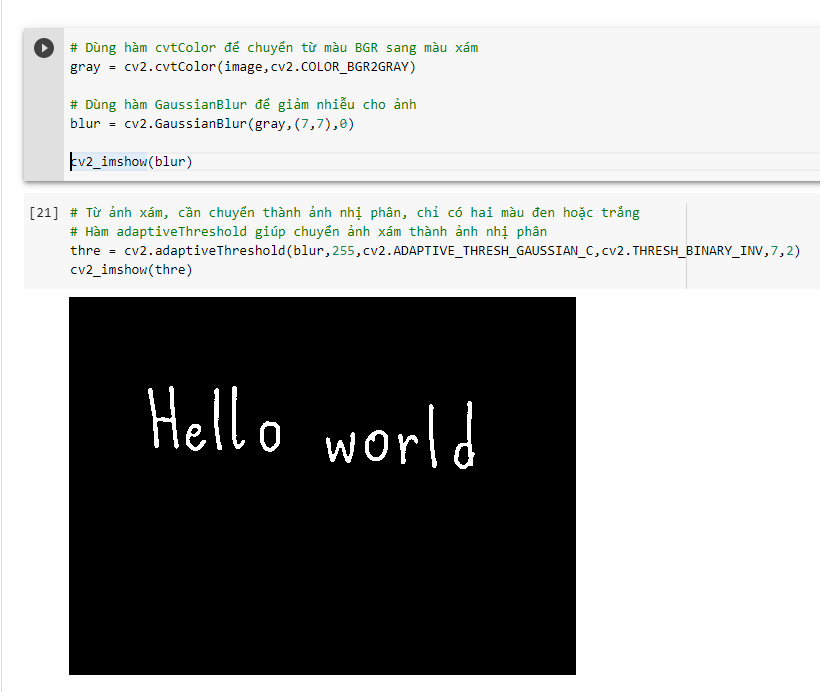 # Dùng hàm cvtColor để chuyển từ màu BGR sang màu xám
gray = cv2.cvtColor(image,cv2.COLOR_BGR2GRAY)
# Dùng hàm GaussianBlur để giảm nhiễu cho ảnh
blur = cv2.GaussianBlur(gray,(7,7),0)
cv2_imshow(blur)
[21] # Từ ảnh xám, cần chuyển thành ảnh nhị phân, chỉ có hai màu đen hoặc trắng
# Hàm adaptiveThreshold giúp chuyển ảnh xám thành ảnh nhị phân
thre = cv2.adaptiveThreshold(blur,255,cv2.ADAPTIVE_THRESH_GAUSSIAN_C,cv2.THRESH_BINARY_INV,7,2)
cv2_imshow(thre)
Hello world